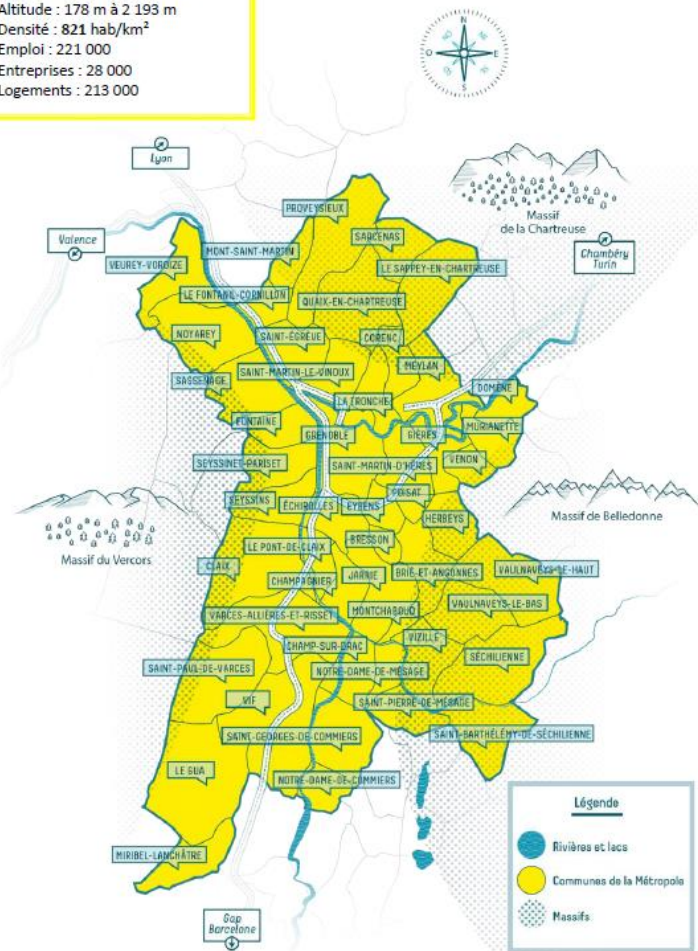 Altitude : 178 m à 2 193 m
Densité : 821 hab/km²
Emploi : 221 000
Entreprises : 28 000
Logements : 213 000
N
O
E
S
Lyon
Valence
Massif
de la Chartreuse
Chambéry
Turin
PROVEYSIEUX
SARCENAS
MONT-SAINT-MARTIN
VEUREY-VOROIZE
LE SAPPEY-EN-CHARTREUSE
LE FONTANIL-CORNILLON
QUAIX-EN-CHARTREUSE
NOYAREY
SAINT-ÉGRÈVE
CORENC
SAINT-MARTIN-LE-VINOUX
MEYLAN
SASSENAGE
DOMÈNE
LA TRONCHE
FONTAINE
GRENOBLE
GIÈRES
MURIANETTE
SEYSSINET-PARISET
SAINT-MARTIN-D'HÈRES
VENON
SEYSSINS
ÉCHIROLLES
EYBENS
POISAT
HERBEYS
Massif de Belledonne
Massif du Vercors
LE PONT-DE-CLAIX
BRESSON
CLAIX
CHAMPAGNIER
JARRIE
BRIÉ-ET-ANGONNES
VAULNAVEYS-LE-HAUT
VARCES-ALLIÈRES-ET-RISSET
MONTCHABOUD
VAULNAVEYS-LE-BAS
CHAMP-SUR-DRAC
VIZILLE
SÉCHILIENNE
SAINT-PAUL-DE-VARCES
NOTRE-DAME-DE-MÉSAGE
VIF
SAINT-PIERRE-DE-MÉSAGE
SAINT-GEORGES-DE-COMMIERS
SAINT-BARTHÉLÉMY-DE-SÉCHILIENNE
LE GUA
NOTRE-DAME-DE-COMMIERS
MIRIBEL-LANCHÂTRE
Gap
Barcelone
Légende
Rivières et lacs
Communes de la Métropole
Massifs